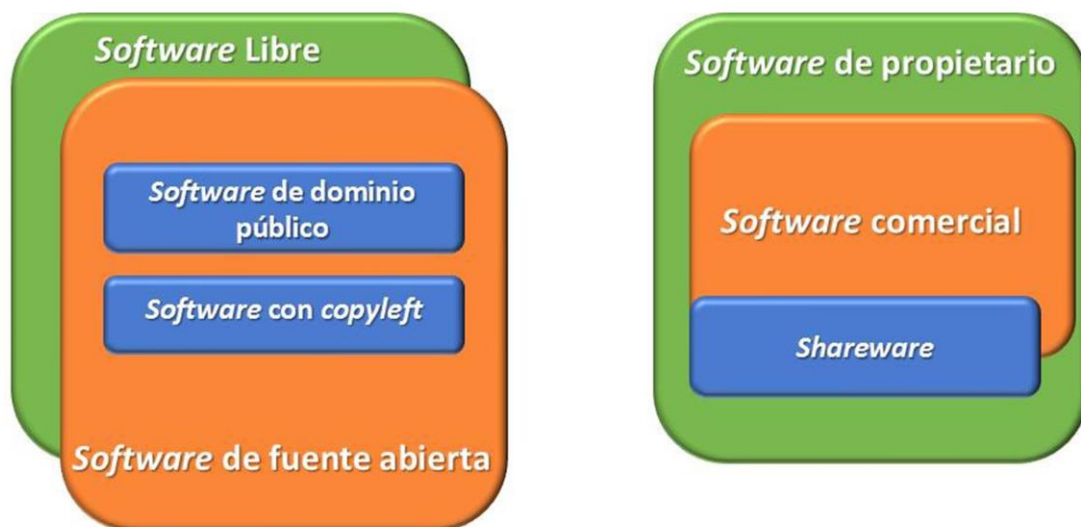 Software Libre
Software de dominio
público
Software con copyleft
Software de fuente abierta
Software de propietario
Software comercial
Shareware